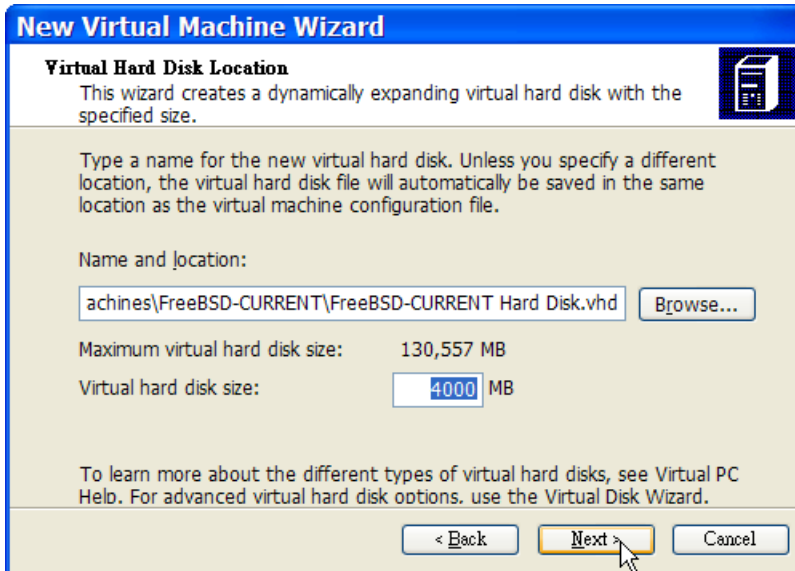 New Virtual Machine Wizard
Virtual Hard Disk Location
This wizard creates a dynamically expanding virtual hard disk with the
specified size.
Type a name for the new virtual hard disk. Unless you specify a different
location, the virtual hard disk file will automatically be saved in the same
location as the virtual machine configuration file.
Name and location:
achines\FreeBSD-CURRENT\FreeBSD-CURRENT Hard Disk.vhd Browse...
Maximum virtual hard disk size: 130,557 MB
Virtual hard disk size: 4000 MB
To learn more about the different types of virtual hard disks, see Virtual PC
Help. For advanced virtual hard disk options, use the Virtual Disk Wizard.
< Back Next > Cancel